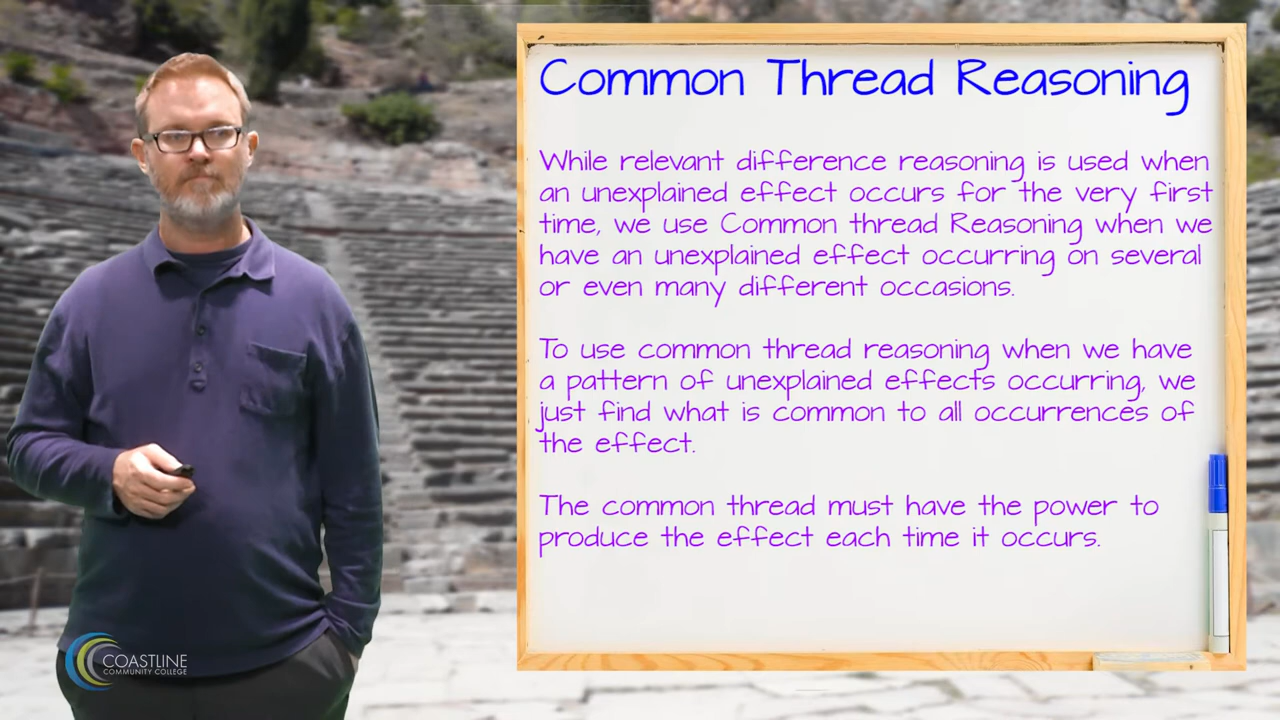 Common Thread Reasoning
While relevant difference reasoning is used when
an unexplained effect occurs for the very first
time, we use Common thread Reasoning when we
have an unexplained effect occurring on several
or even many different occasions.
To use common thread reasoning when we have
a pattern of unexplained effects occurring, we
just find what is common to all occurrences of
the effect.
The common thread must have the power to
produce the effect each time it occurs.
COASTLINE
COMMUNITY COLLEGE